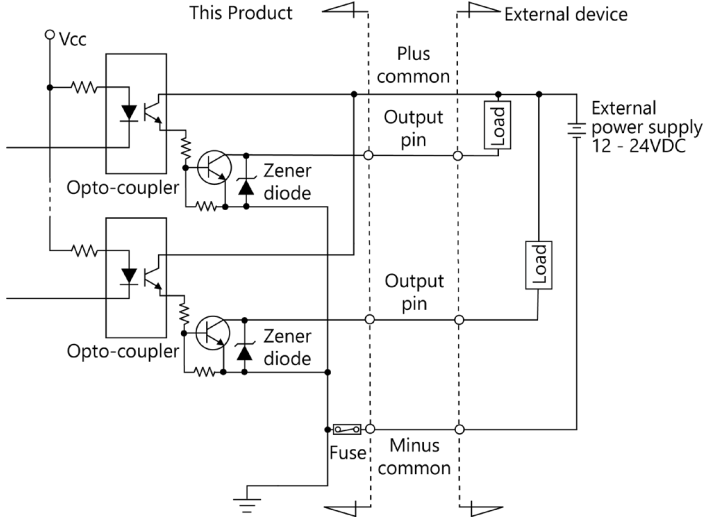 This Product
External device
Vcc
Plus
common
Output
pin
Load
External
power supply
12 - 24VDC
Opto-coupler
Zener
diode
Load
Output
pin
Opto-coupler
Zener
diode
Fuse
Minus
common